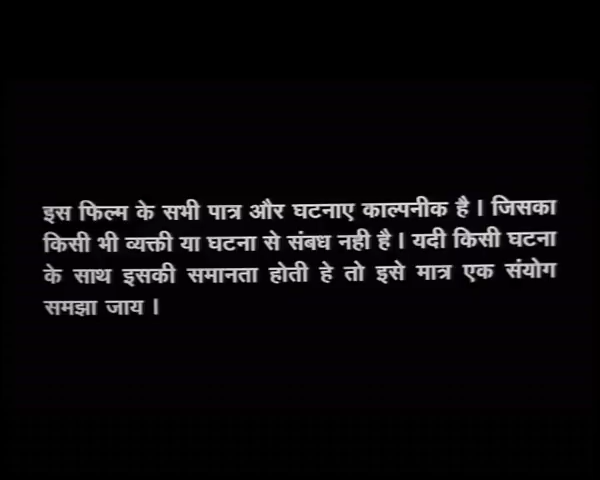 इस फिल्म के सभी पात्र और घटनाए काल्पनीक है । जिसका
किसी भी व्यक्ती या घटना से संबध नही है । यदी किसी घटना
के साथ इसकी समानता होती हे तो इसे मात्र एक संयोग
समझा जाय ।